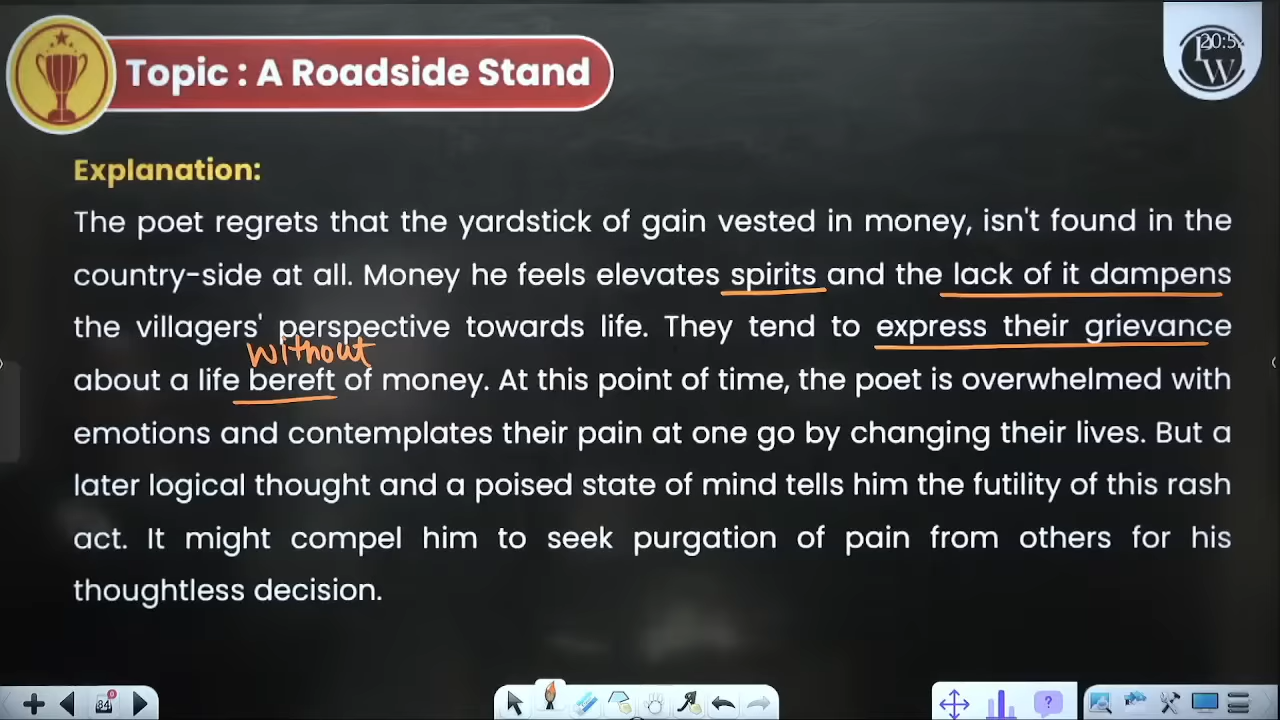 Topic : A Roadside Stand
20:5
PW
Explanation:
The poet regrets that the yardstick of gain vested in money, isn't found in the
country-side at all. Money he feels elevates spirits and the lack of it dampens
the villagers' perspective towards life. They tend to express their grievance
without
about a life bereft of money. At this point of time, the poet is overwhelmed with
emotions and contemplates their pain at one go by changing their lives. But a
later logical thought and a poised state of mind tells him the futility of this rash
act. It might compel him to seek purgation of pain from others for his
thoughtless decision.
84